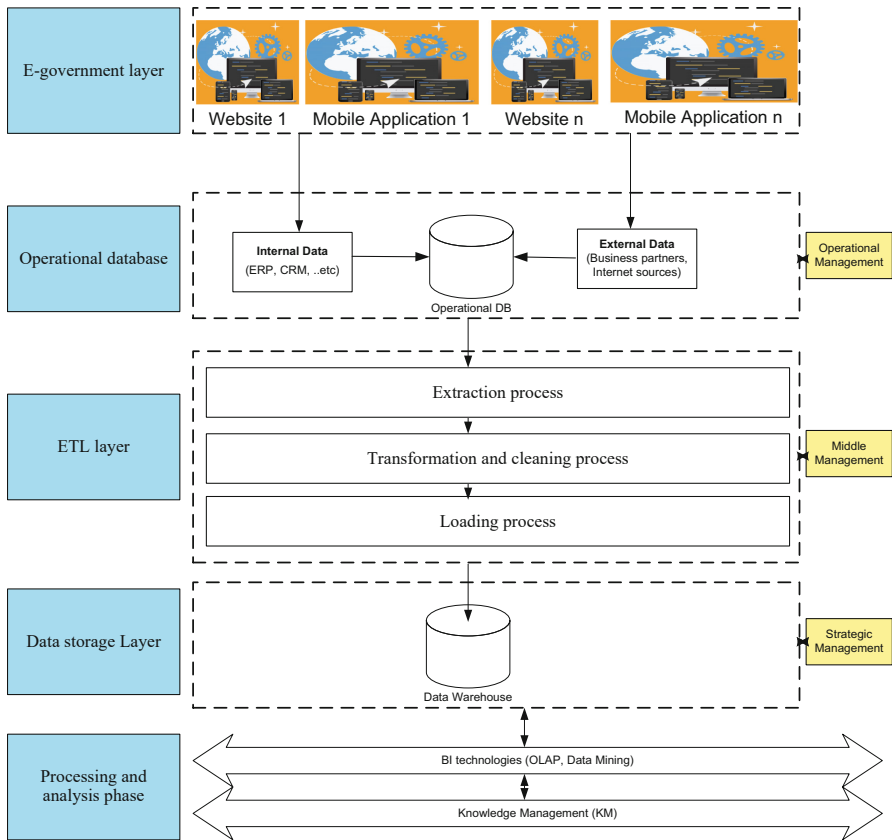 E-government layer
Website 1
Mobile Application 1
Website n
Mobile Application n
Operational database
Internal Data
(ERP, CRM, ..etc)
Operational DB
External Data
(Business partners,
Internet sources)
Operational
Management
ETL layer
Extraction process
Transformation and cleaning process
Loading process
Middle
Management
Data storage Layer
Data Warehouse
Strategic
Management
Processing and
analysis phase
BI technologies (OLAP, Data Mining)
Knowledge Management (KM)